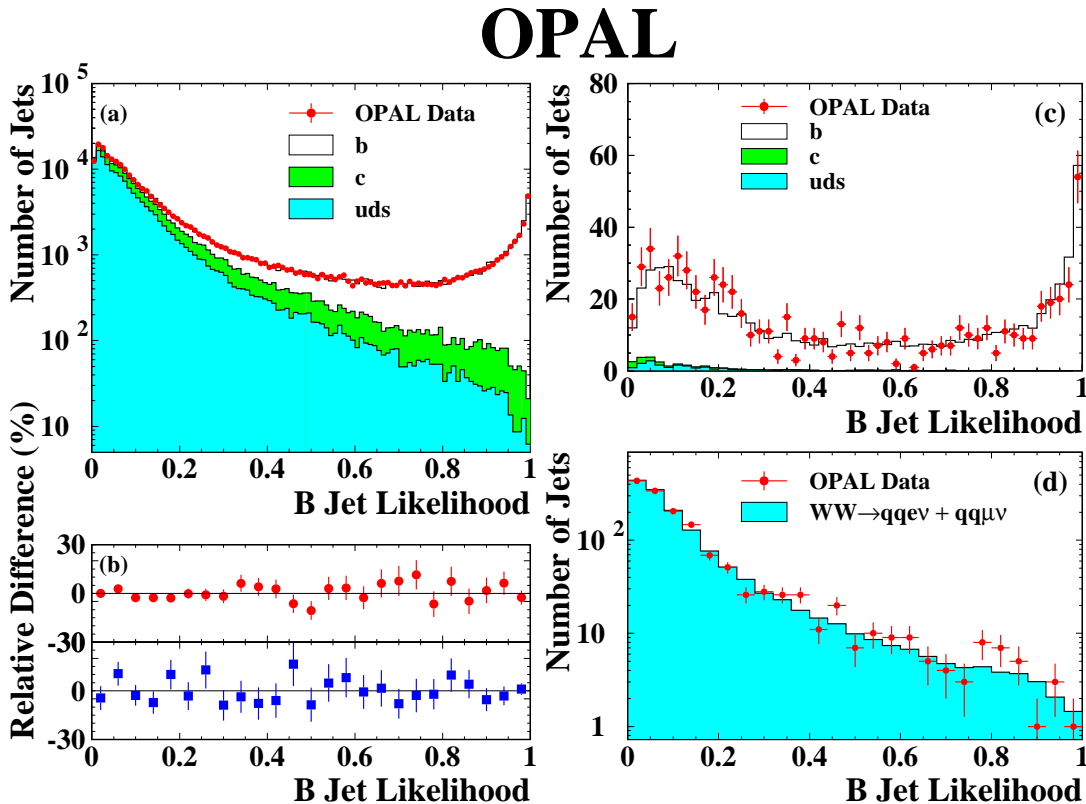 OPAL
Number of Jets
10^5
10^4
10^3
10^2
10
(a)
OPAL Data
b
c
uds
0 0.2 0.4 0.6 0.8 1
B Jet Likelihood
Relative Difference (%)
30
0
-30
0
-30
(b)
0 0.2 0.4 0.6 0.8 1
B Jet Likelihood
Number of Jets
80
60
40
20
0
(c)
OPAL Data
b
c
uds
0 0.2 0.4 0.6 0.8 1
B Jet Likelihood
Number of Jets
10^2
10
1
(d)
OPAL Data
WW→qqeν + qqμν
0 0.2 0.4 0.6 0.8 1
B Jet Likelihood